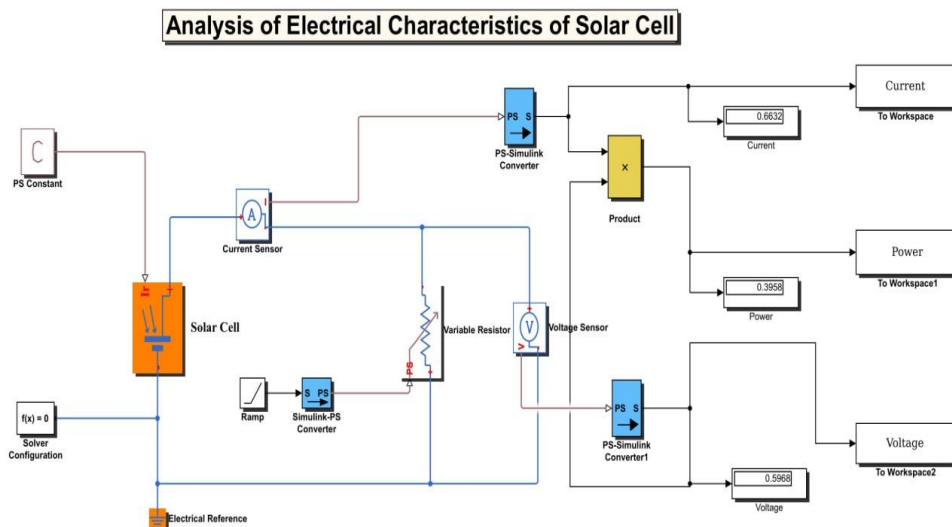 Analysis of Electrical Characteristics of Solar Cell
C
PS Constant
PS S
PS-Simulink
Converter
0.6632
Current
Current
To Workspace
×
Product
A
I
Current Sensor
Ir
+
-
Solar Cell
Variable Resistor
PS
V
+
-
V
Voltage Sensor
Power
To Workspace1
0.3958
Power
Ramp
S PS
Simulink-PS
Converter
PS S
PS-Simulink
Converter1
f(x) = 0
Solver
Configuration
Voltage
To Workspace2
0.5968
Voltage
Electrical Reference